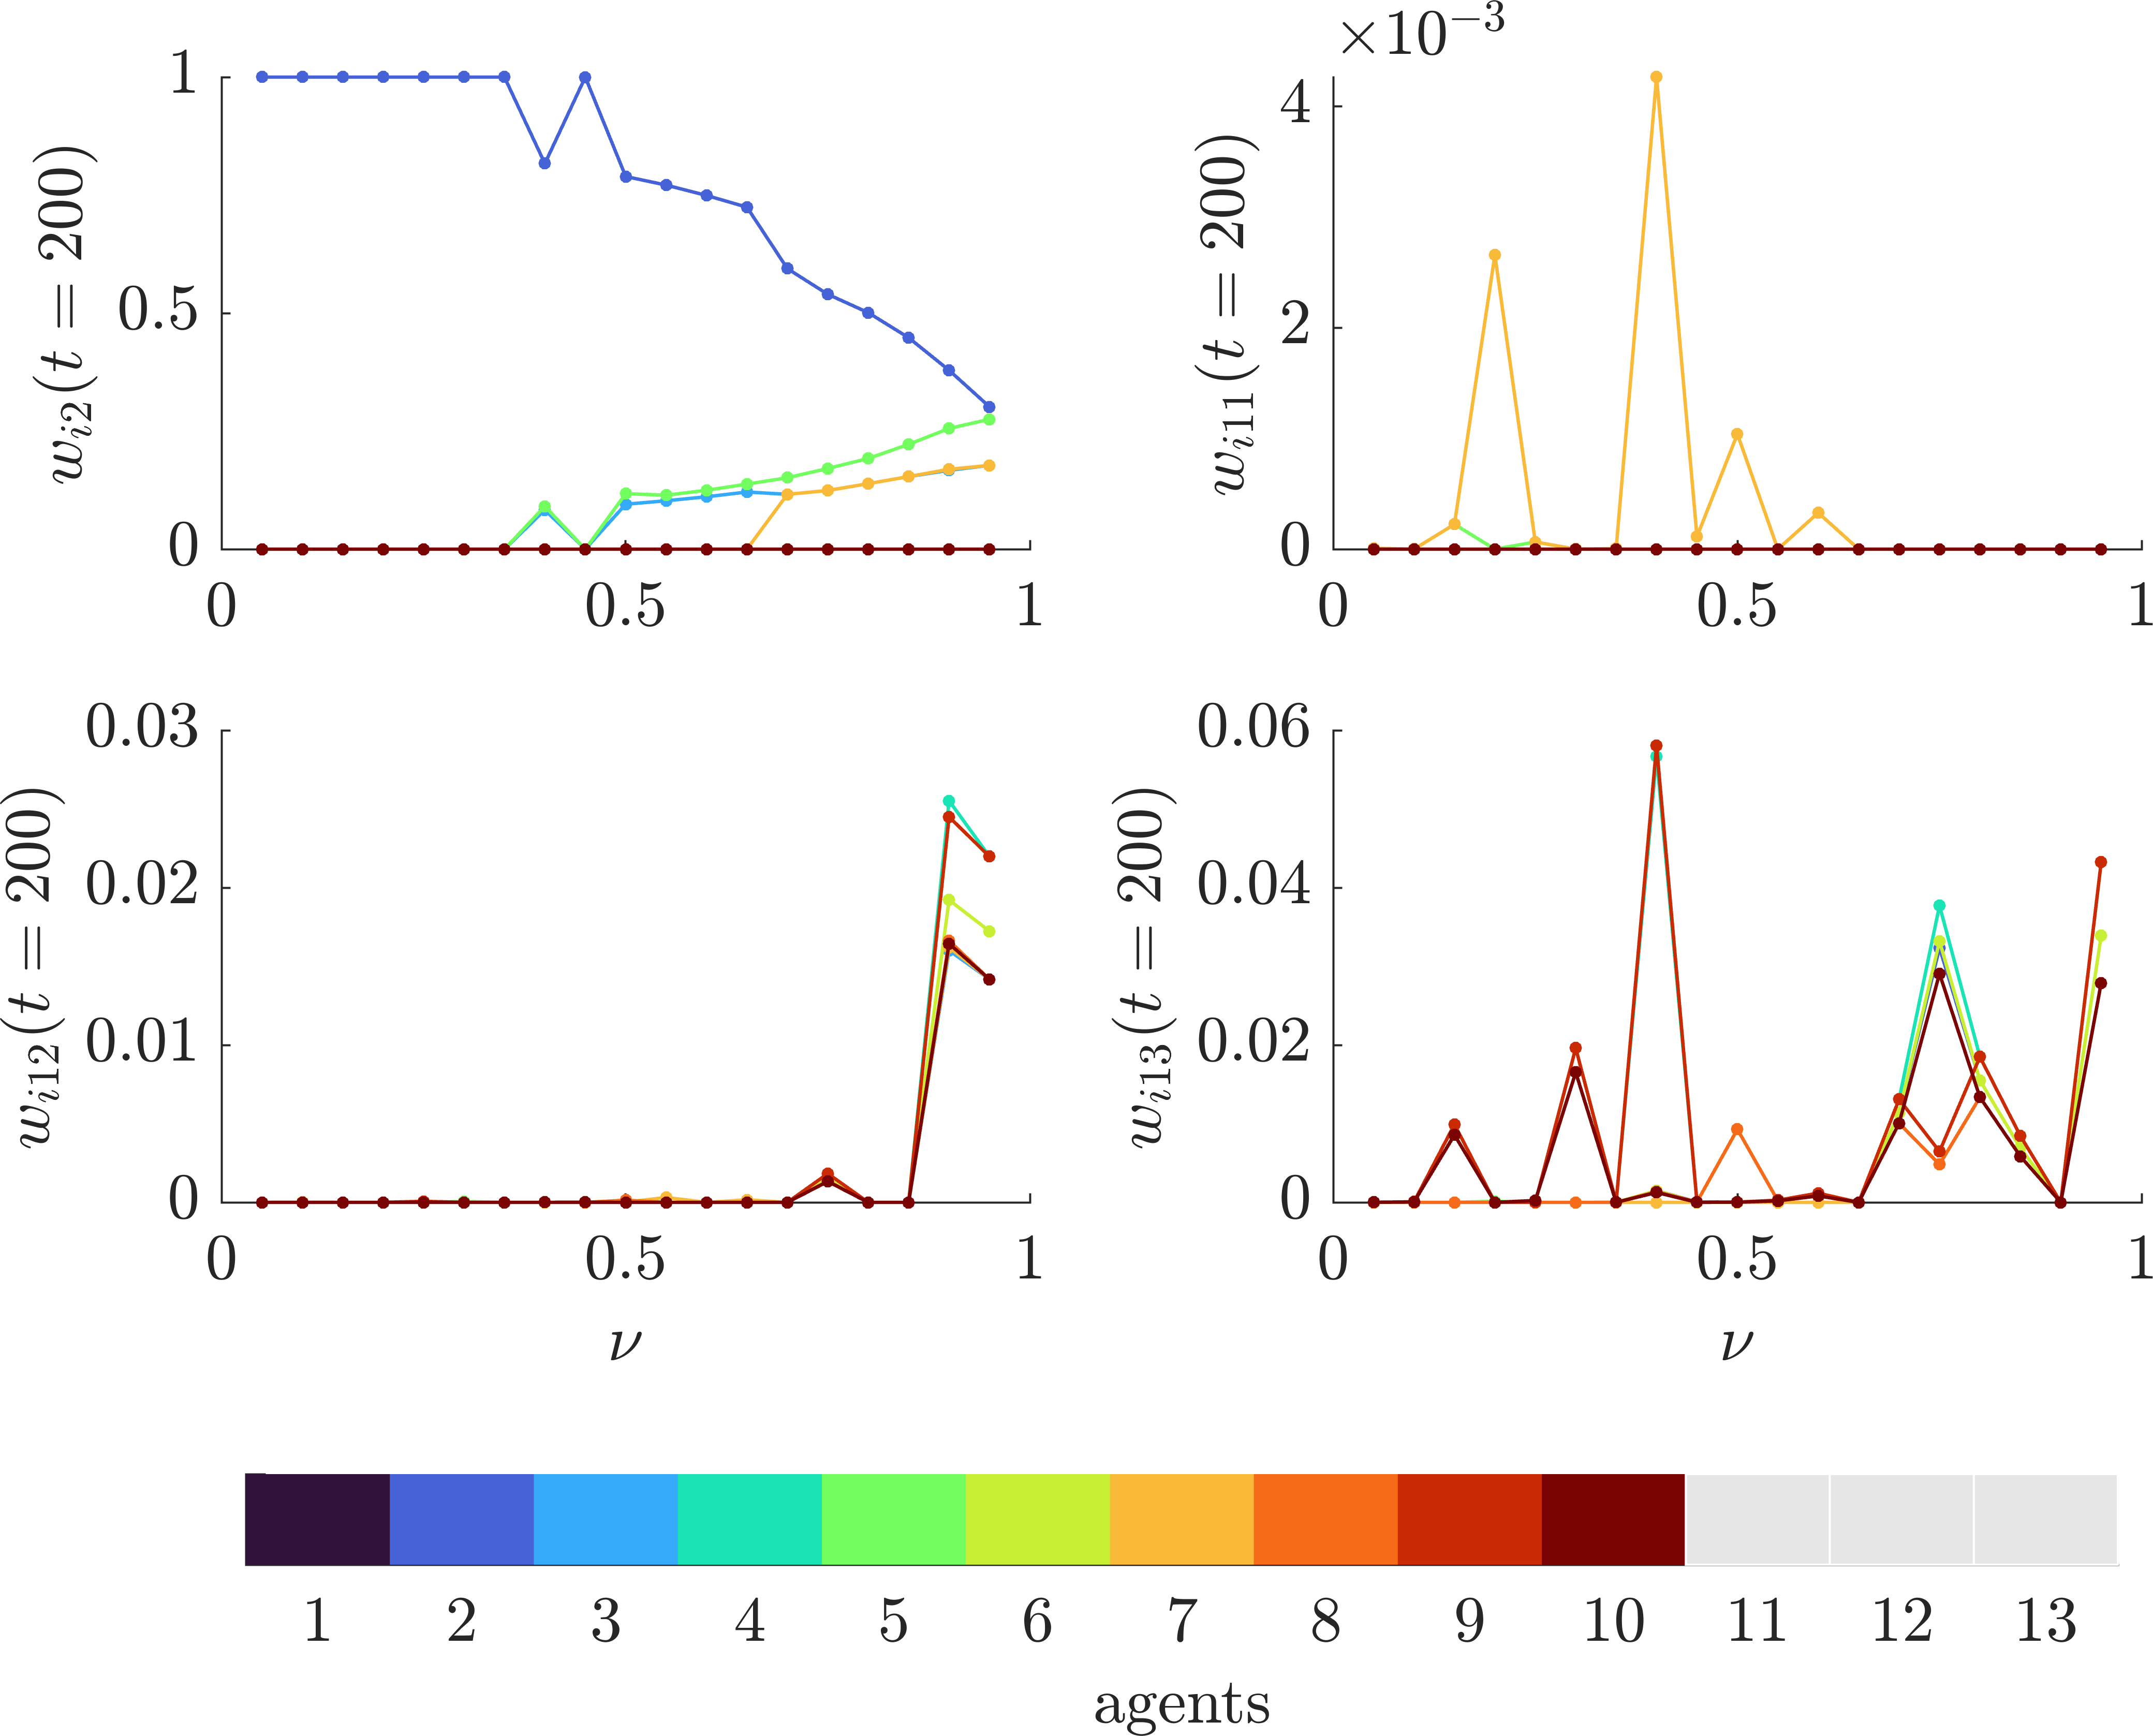 w_{i2}(t = 200)
1
0.5
0
0 0.5 1
×10^{−3}
w_{i11}(t = 200)
4
2
0
0 0.5 1
w_{i12}(t = 200)
0.03
0.02
0.01
0
0 0.5 1
ν
w_{i13}(t = 200)
0.06
0.04
0.02
0
0 0.5 1
ν
1 2 3 4 5 6 7 8 9 10 11 12 13
agents